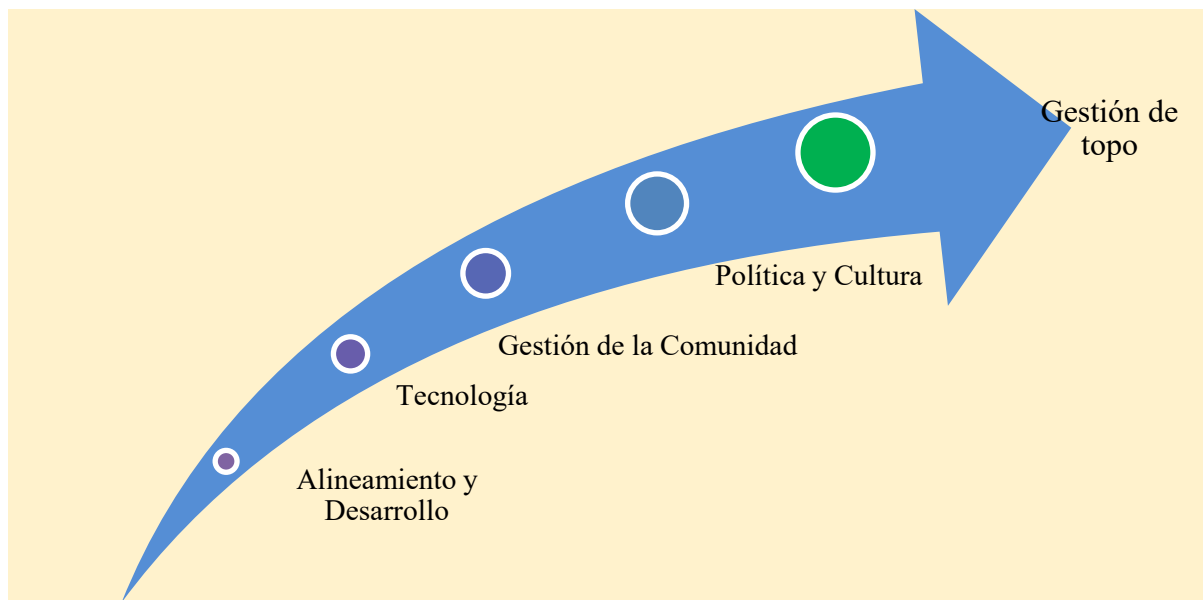 Gestión de
topo
Política y Cultura
Gestión de la Comunidad
Tecnología
Alineamiento y
Desarrollo